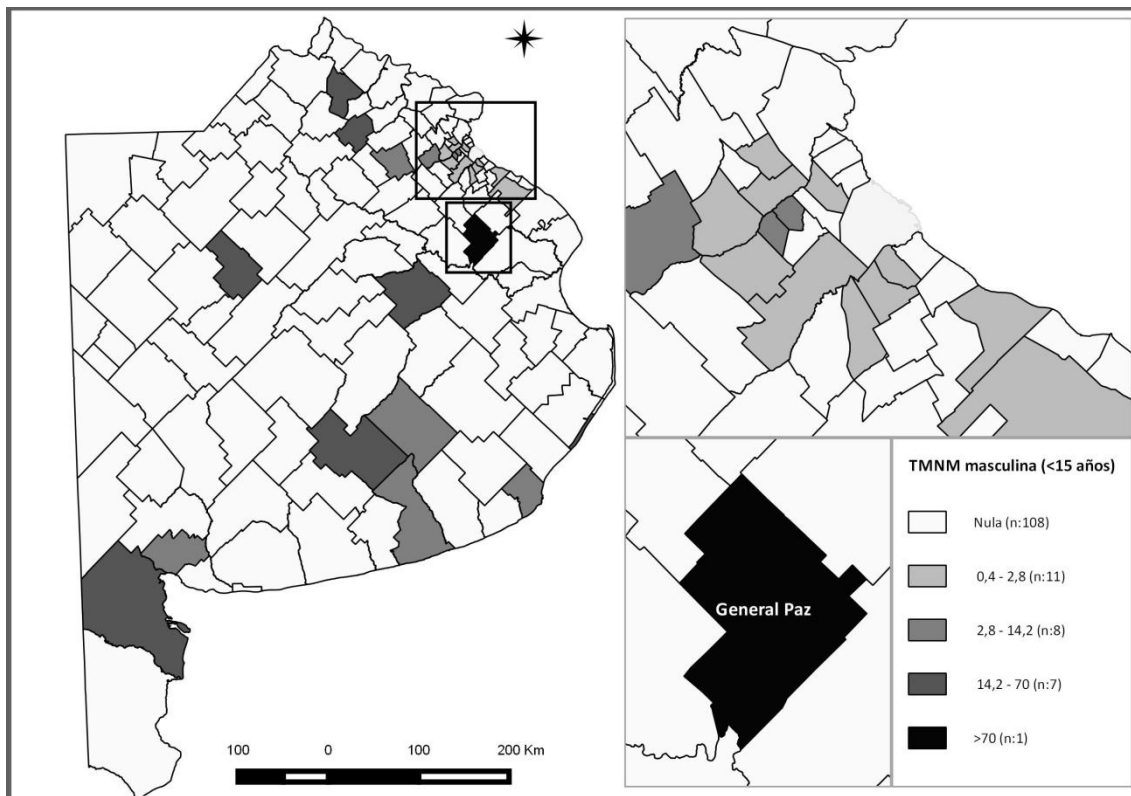 TMNM masculina (<15 años)
Nula (n:108)
0,4 - 2,8 (n:11)
2,8 - 14,2 (n:8)
14,2 - 70 (n:7)
>70 (n:1)
General Paz
100 0 100 200 Km